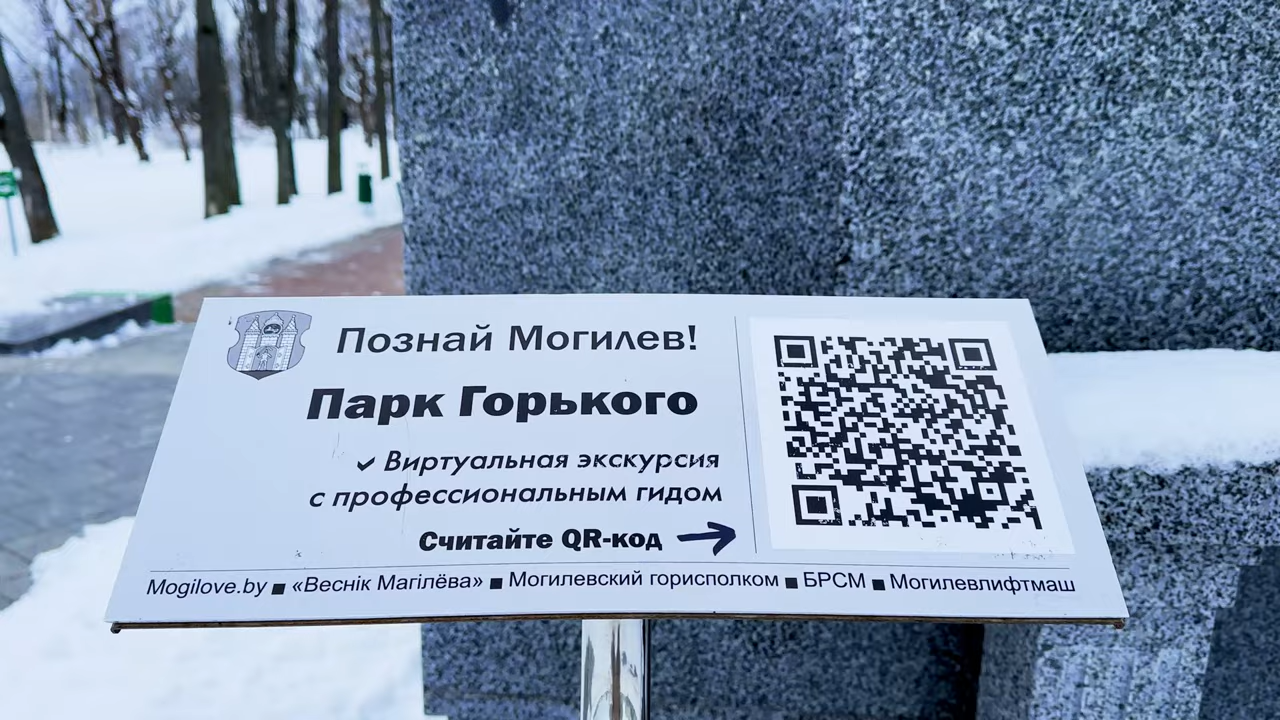 Познай Могилев!
Парк Горького
Виртуальная экскурсия
с профессиональным гидом
Считайте QR-код
Mogilove.by ■ «Веснік Магілёва» ■ Могилевский горисполком ■ БРСМ ■ Могилевлифтмаш